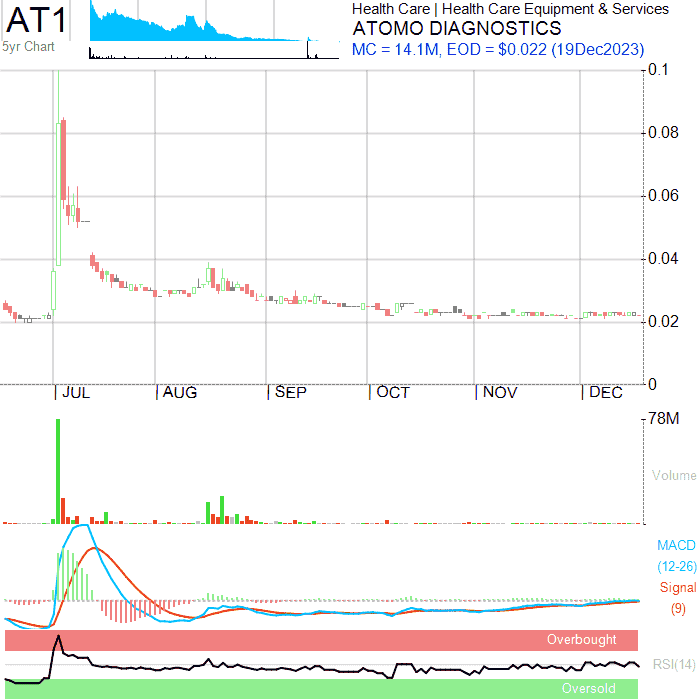 AT1
5yr Chart
Health Care | Health Care Equipment & Services
ATOMO DIAGNOSTICS
MC = 14.1M, EOD = $0.022 (19Dec2023)
0.1
0.08
0.06
0.04
0.02
0
JUL AUG SEP OCT NOV DEC
78M
Volume
MACD
(12-26)
Signal
(9)
Overbought
RSI(14)
Oversold